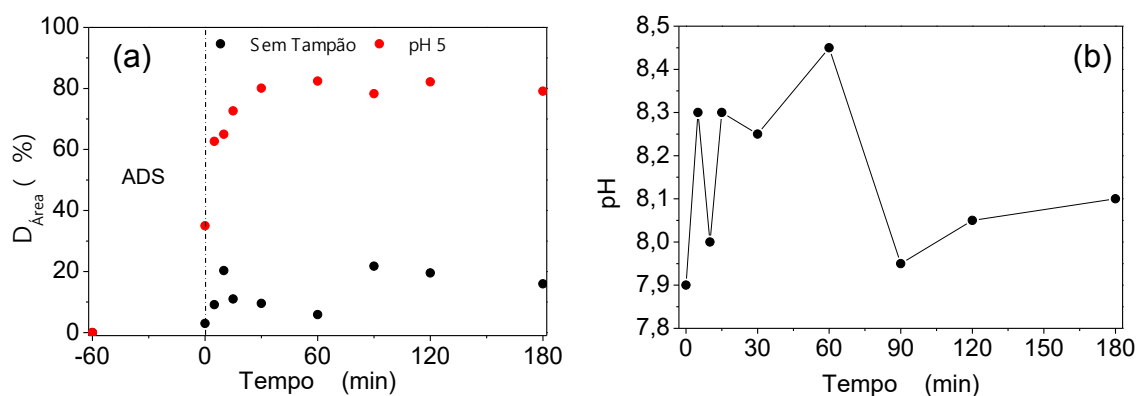 (a)
Sem Tampão
pH 5
100
80
60
40
20
0
D Área ( %)
ADS
-60 0 60 120 180
Tempo (min)
(b)
8,5
8,4
8,3
8,2
8,1
8,0
7,9
7,8
pH
0 30 60 90 120 150 180
Tempo (min)